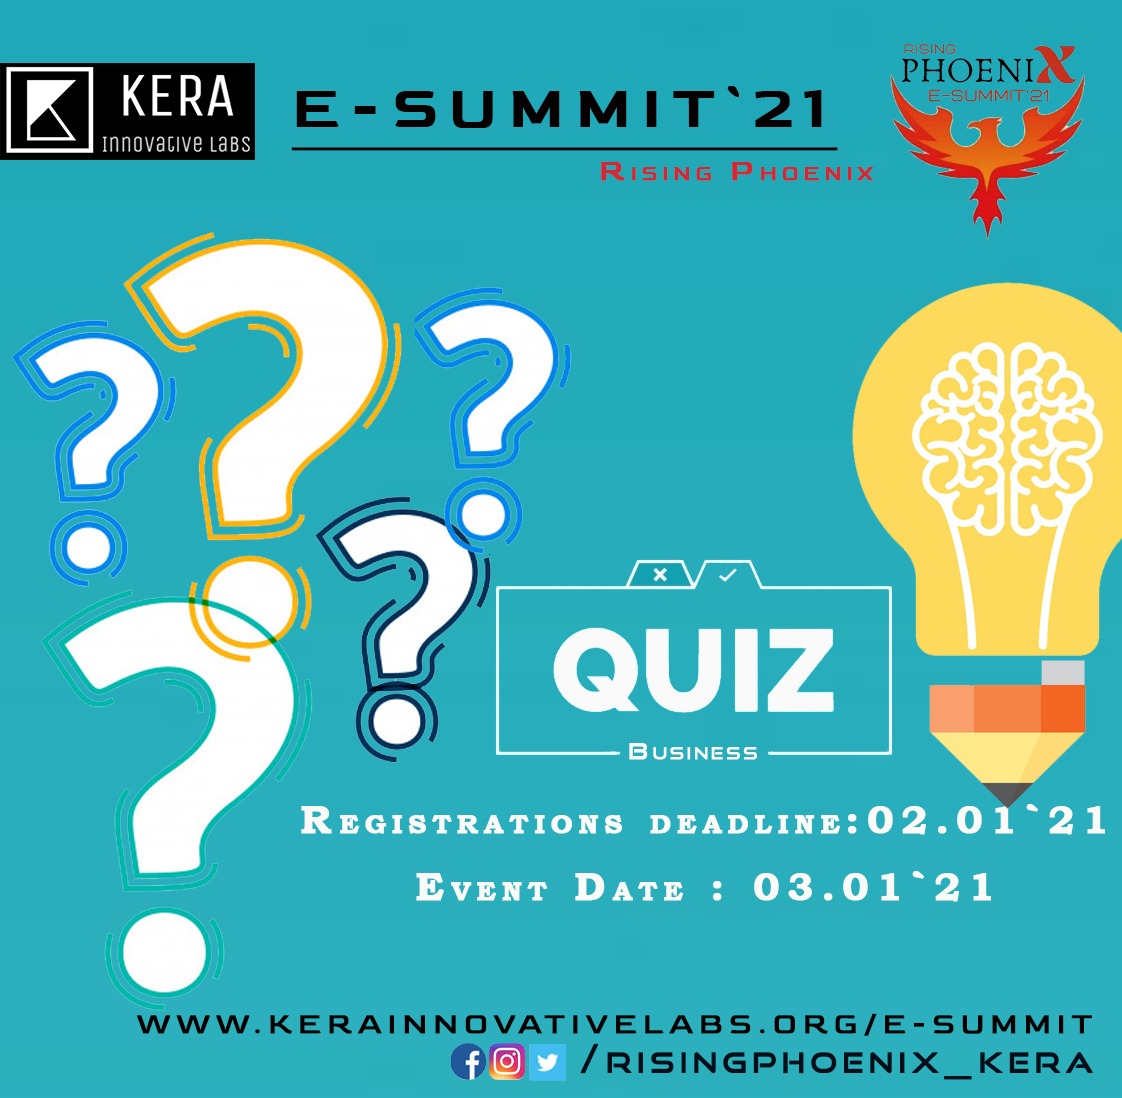 KERA
Innovative Labs
E-SUMMIT`21
Rising Phoenix
RISING
PHOENIX
E-SUMMIT'21
QUIZ
Business
Registrations deadline:02.01`21
Event Date : 03.01`21
WWW.KERAINNOVATIVELABS.ORG/E-SUMMIT
/RISINGPHOENIX_KERA